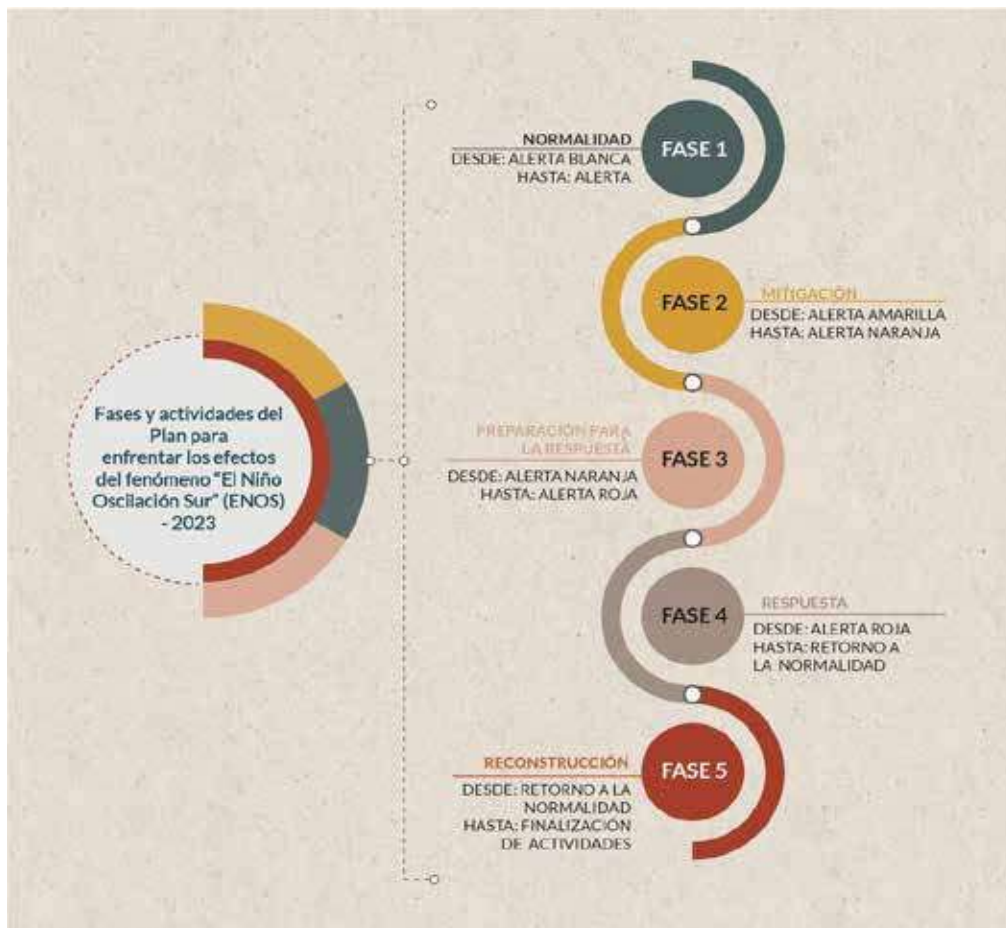 Fases y actividades del
Plan para
enfrentar los efectos
del fenómeno "El Niño
Oscilación Sur" (ENOS)
- 2023
NORMALIDAD
DESDE: ALERTA BLANCA
HASTA: ALERTA
FASE 1
FASE 2
MITIGACIÓN
DESDE: ALERTA AMARILLA
HASTA: ALERTA NARANJA
PREPARACIÓN PARA
LA RESPUESTA
DESDE: ALERTA NARANJA
HASTA: ALERTA ROJA
FASE 3
FASE 4
RESPUESTA
DESDE: ALERTA ROJA
HASTA: RETORNO A
LA NORMALIDAD
RECONSTRUCCIÓN
DESDE: RETORNO A LA
NORMALIDAD
HASTA: FINALIZACIÓN
DE ACTIVIDADES
FASE 5